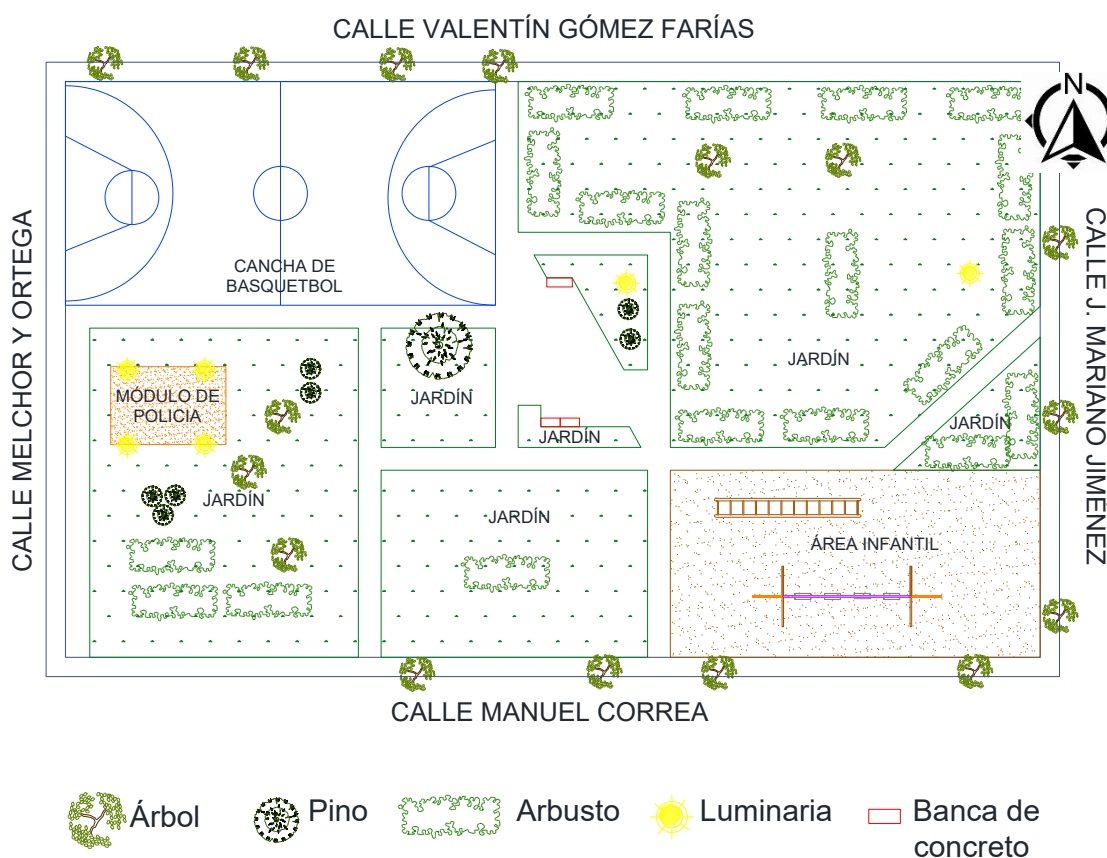 CALLE VALENTÍN GÓMEZ FARÍAS
N
CALLE MELCHOR Y ORTEGA
CALLE J. MARIANO JIMENEZ
CANCHA DE
BASQUETBOL
MÓDULO DE
POLICIA
JARDÍN
JARDÍN
JARDÍN
JARDÍN
JARDÍN
JARDÍN
ÁREA INFANTIL
CALLE MANUEL CORREA
Árbol
Pino
Arbusto
Luminaria
Banca de
concreto